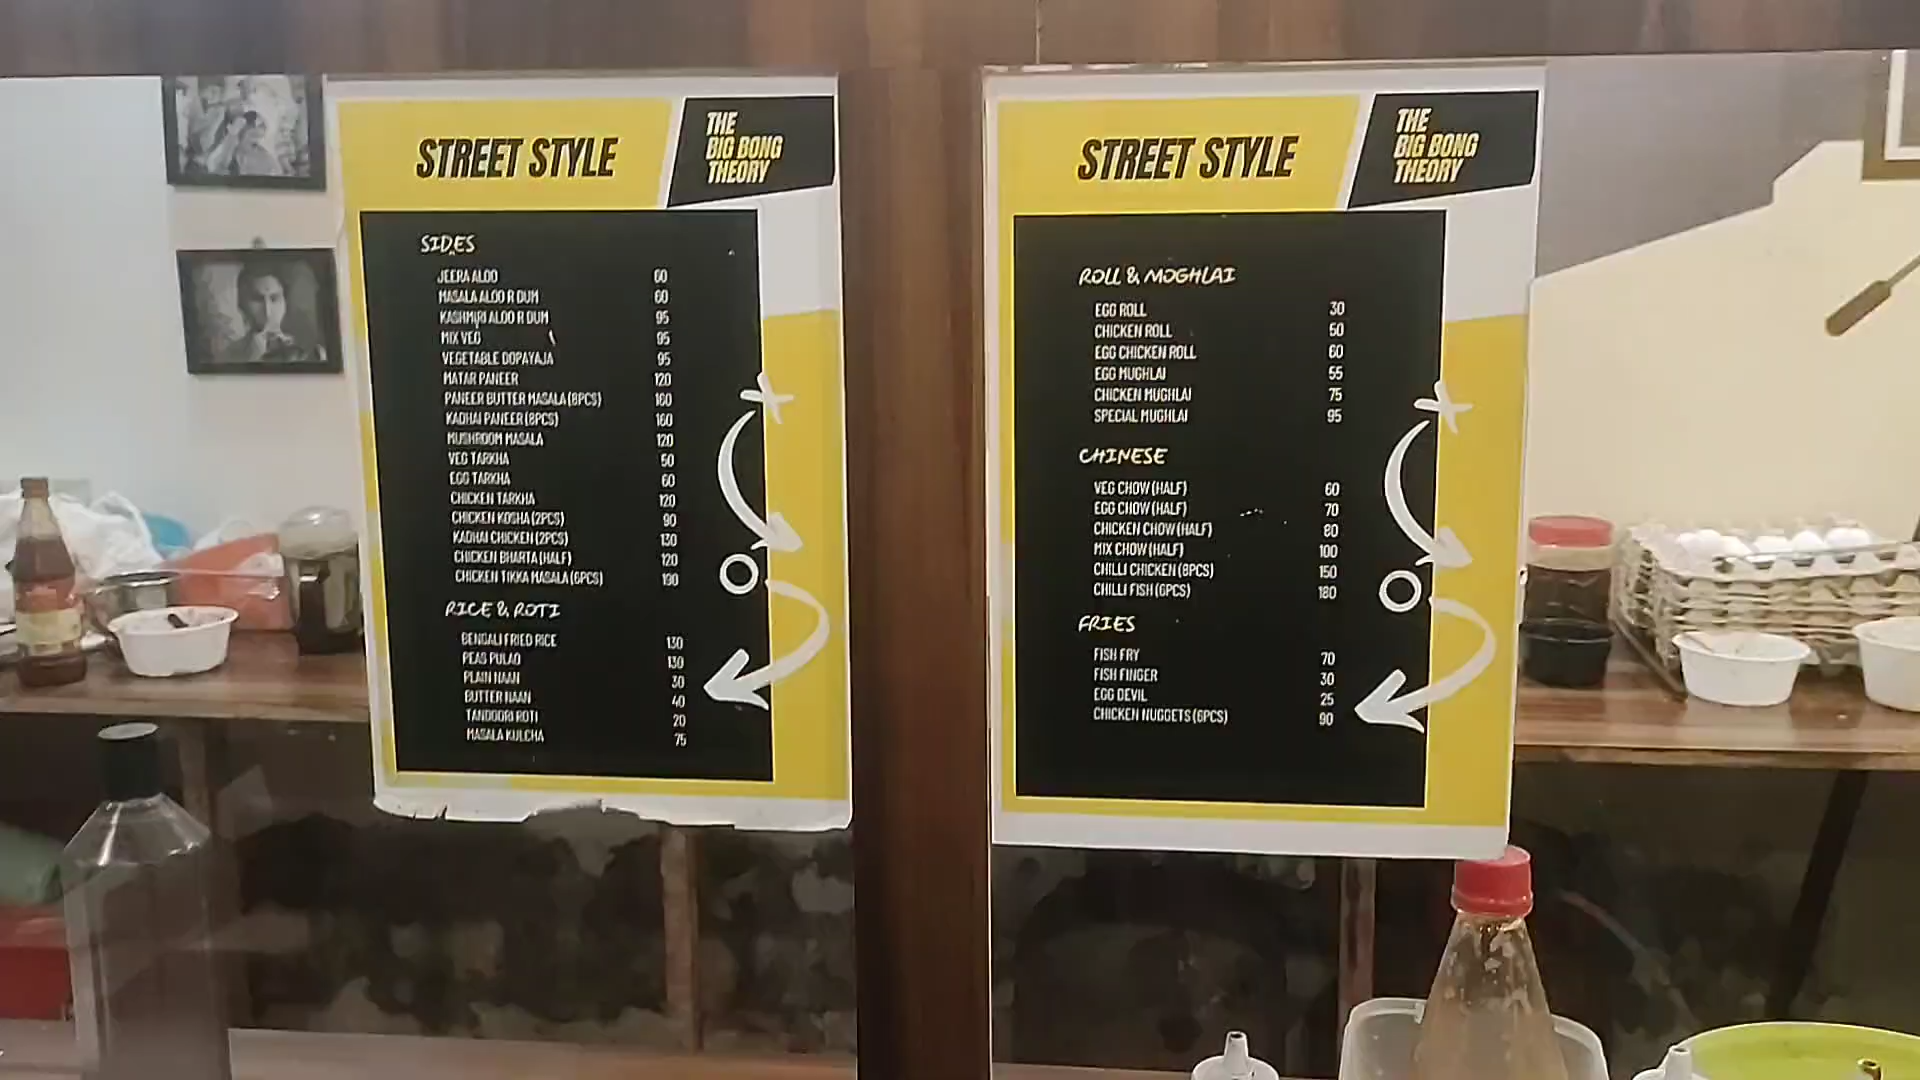 STREET STYLE
THE
BIG BONG
THEORY
SIDES
JEERA ALOO 60
MASALA ALOO R DUM 60
KASHMIRI ALOO R DUM 95
MIX VEG 95
VEGETABLE DOPAYAJA 95
MATAR PANEER 120
PANEER BUTTER MASALA (8PCS) 160
KADHAI PANEER (8PCS) 160
MUSHROOM MASALA 120
VEG TARKHA 50
EGG TARKHA 60
CHICKEN TARKHA 120
CHICKEN KOSHA (2PCS) 90
KADHAI CHICKEN (2PCS) 130
CHICKEN BHARTA (HALF) 120
CHICKEN TIKKA MASALA (6PCS) 190
RICE & ROTI
BENGALI FRIED RICE 130
PEAS PULAO 130
PLAIN NAAN 30
BUTTER NAAN 40
TANDOORI ROTI 20
MASALA KULCHA 75
STREET STYLE
THE
BIG BONG
THEORY
ROLL & MOGHLAI
EGG ROLL 30
CHICKEN ROLL 50
EGG CHICKEN ROLL 60
EGG MUGHLAI 55
CHICKEN MUGHLAI 75
SPECIAL MUGHLAI 95
CHINESE
VEG CHOW (HALF) 60
EGG CHOW (HALF) 70
CHICKEN CHOW (HALF) 80
MIX CHOW (HALF) 100
CHILLI CHICKEN (8PCS) 150
CHILLI FISH (6PCS) 180
FRIES
FISH FRY 70
FISH FINGER 30
EGG DEVIL 25
CHICKEN NUGGETS (6PCS) 90